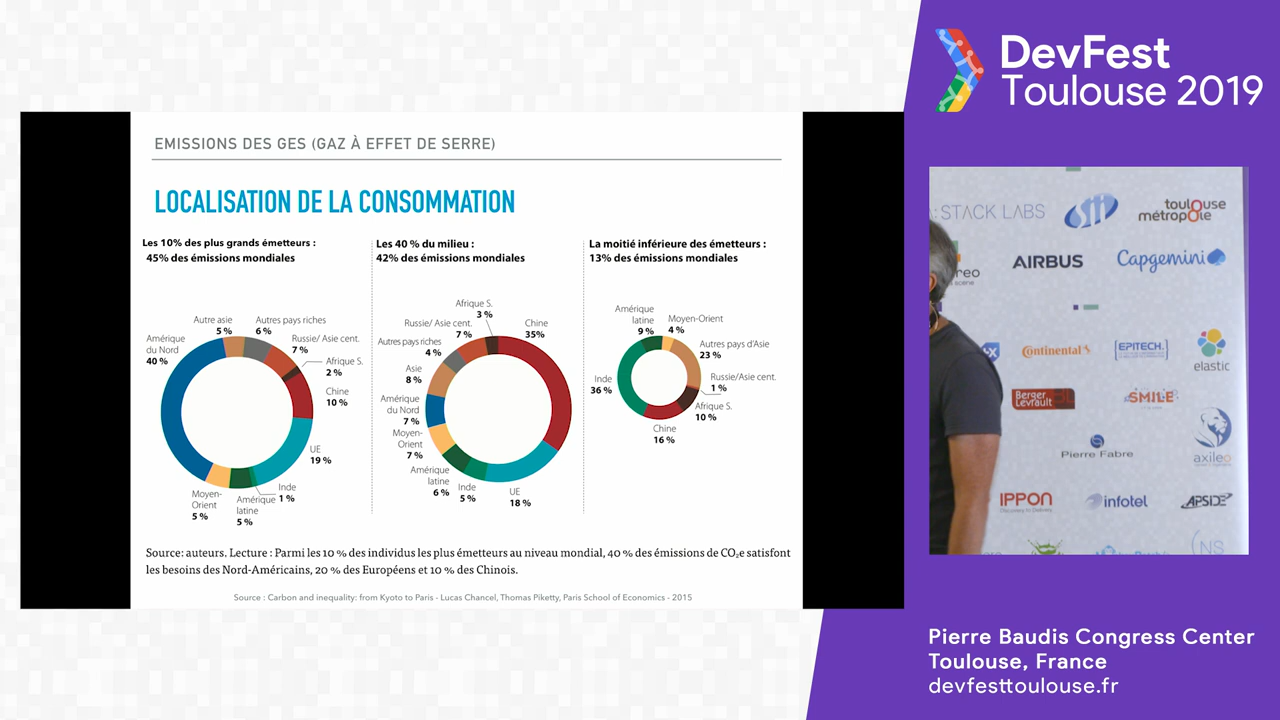 EMISSIONS DES GES (GAZ À EFFET DE SERRE)
LOCALISATION DE LA CONSOMMATION
Les 10% des plus grands émetteurs :
45% des émissions mondiales
Autre asie
5 %
Autres pays riches
6 %
Russie/ Asie cent.
7 %
Afrique S.
2 %
Chine
10 %
UE
19 %
Inde
1 %
Amérique
latine
5 %
Moyen-
Orient
5 %
Amérique
du Nord
40 %
Les 40 % du milieu :
42% des émissions mondiales
Afrique S.
3 %
Chine
35%
UE
18 %
Inde
5 %
Amérique
latine
6 %
Moyen-
Orient
7 %
Amérique
du Nord
7 %
Asie
8 %
Autres pays riches
4 %
Russie/ Asie cent.
7 %
La moitié inférieure des émetteurs :
13% des émissions mondiales
Amérique
latine
9 %
Moyen-Orient
4 %
Autres pays d'Asie
23 %
Russie/Asie cent.
1 %
Afrique S.
10 %
Chine
16 %
Inde
36 %
Source: auteurs. Lecture : Parmi les 10 % des individus les plus émetteurs au niveau mondial, 40 % des émissions de CO₂e satisfont
les besoins des Nord-Américains, 20 % des Européens et 10 % des Chinois.
Source : Carbon and inequality: from Kyoto to Paris - Lucas Chancel, Thomas Piketty, Paris School of Economics - 2015
DevFest
Toulouse 2019
STACK LABS
toulouse
métropole
AIRBUS
Capgemini
Continental
EPITECH.
elastic
Berger
Levrault
SMILE
Pierre Fabre
axileo
IPPON
infotel
APSIDE
Pierre Baudis Congress Center
Toulouse, France
devfesttoulouse.fr